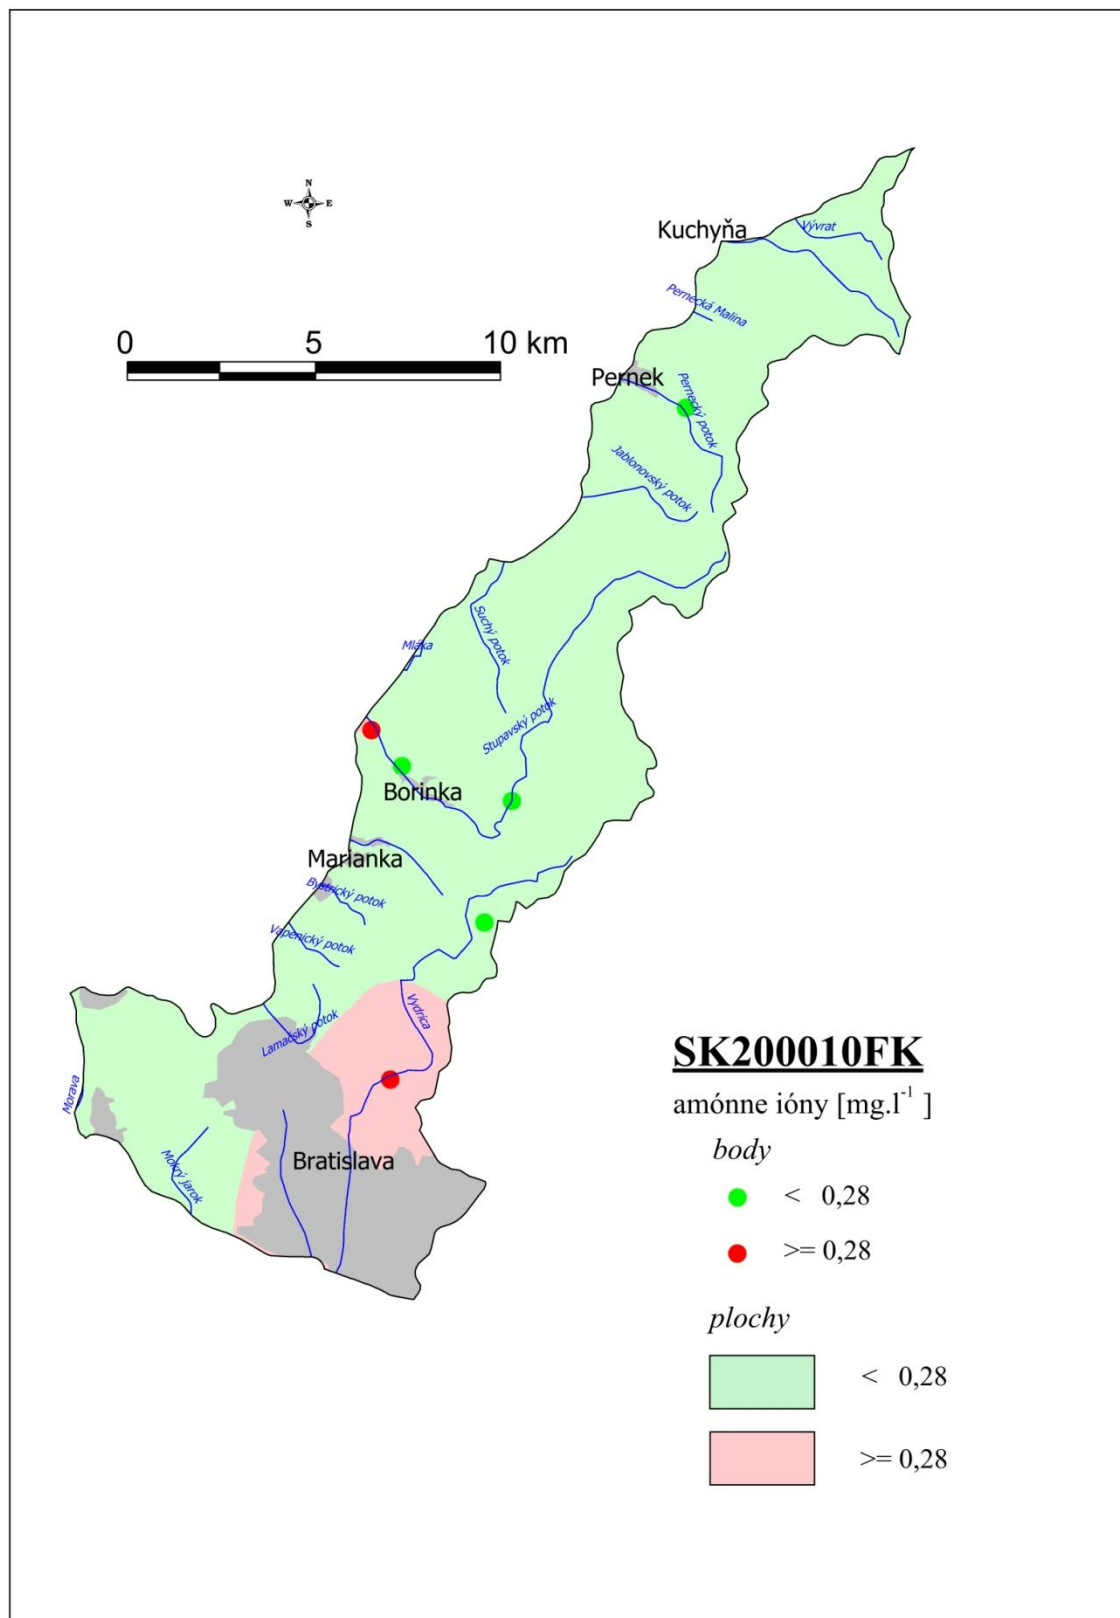 N
W E
S
Kuchyňa
Vývrat
Pernecká Malina
0 5 10 km
Pernek
Pernecký potok
Jablonovský potok
Suchý potok
Mláka
Stupavský potok
Borinka
Marianka
Bystrický potok
Vápenický potok
Vydrica
Lamačský potok
Morava
Mokrý jarok
Bratislava
SK200010FK
amónne ióny [mg.l⁻¹ ]
body
< 0,28
>= 0,28
plochy
< 0,28
>= 0,28